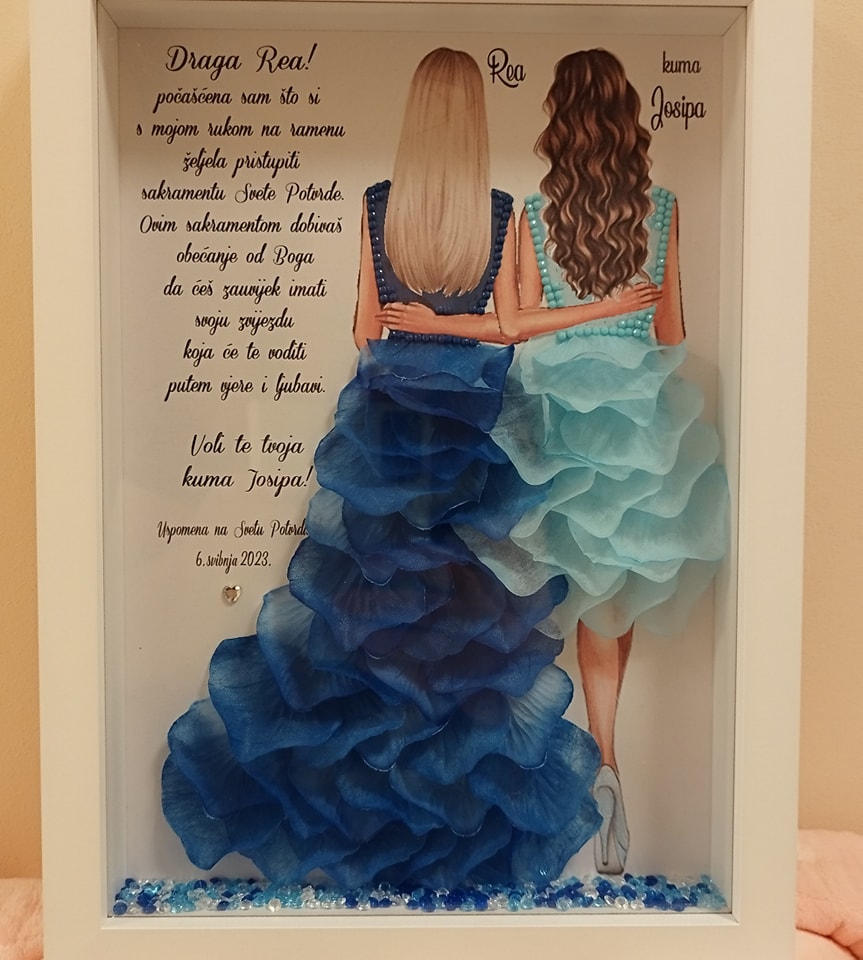 Draga Rea!
počašćena sam što si
s mojom rukom na ramenu
željela pristupiti
sakramentu Svete Potvrde.
Ovim sakramentom dobivaš
obećanje od Boga
da ćeš zauvijek imati
svoju zvijezdu
koja će te voditi
putem vjere i ljubavi.
Voli te tvoja
kuma Josipa!
Uspomena na Svetu Potvrdu
6.svibnja 2023.
Rea
kuma
Josipa